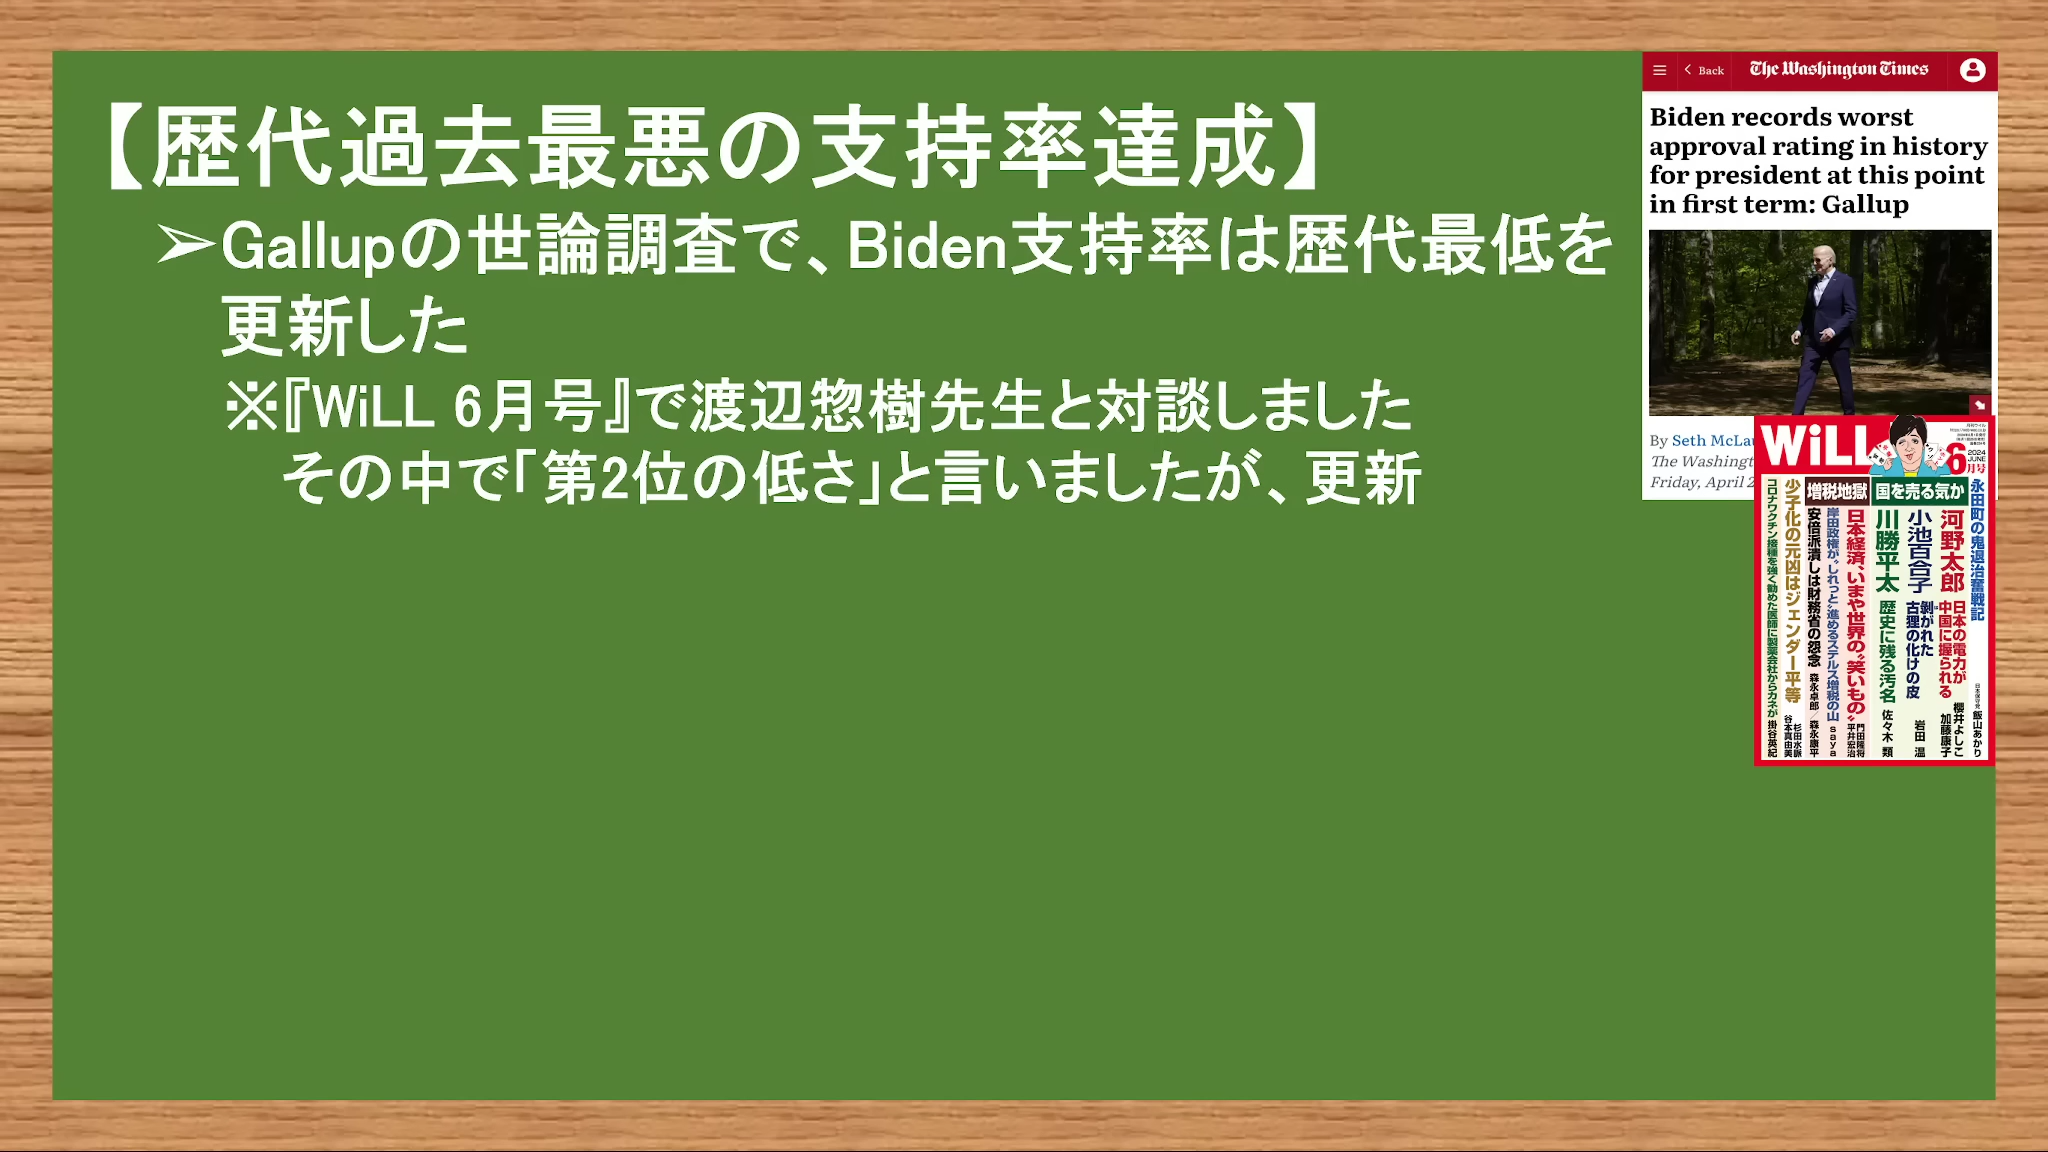 【歴代過去最悪の支持率達成】
➢Gallupの世論調査で、Biden支持率は歴代最低を
更新した
※『WiLL 6月号』で渡辺惣樹先生と対談しました
その中で「第2位の低さ」と言いましたが、更新
Back
The Washington Times
Biden records worst
approval rating in history
for president at this point
in first term: Gallup
By Seth McLau
The Washingt
Friday, April 2
WiLL
2024
JUNE
6月号
永田町の鬼退治奮戦記
日本保守党 飯山あかり
国を売る気か
河野太郎
日本の電力が
中国に握られる
櫻井よしこ
加藤康子
小池百合子
剝がれた
古狸の化けの皮
岩田 温
川勝平太
歴史に残る汚名
佐々木 類
増税地獄
日本経済、いまや世界の“笑いもの”
門田隆将
平井宏治
岸田政権が“しれっと”進めるステルス増税の山
saya
安倍派潰しは財務省の怨念
森永卓郎／森永康平
少子化の元凶はジェンダー平等
杉田水脈
谷本真由美
コロナワクチン接種を強く勧めた医師に製薬会社からカネが
掛谷英紀